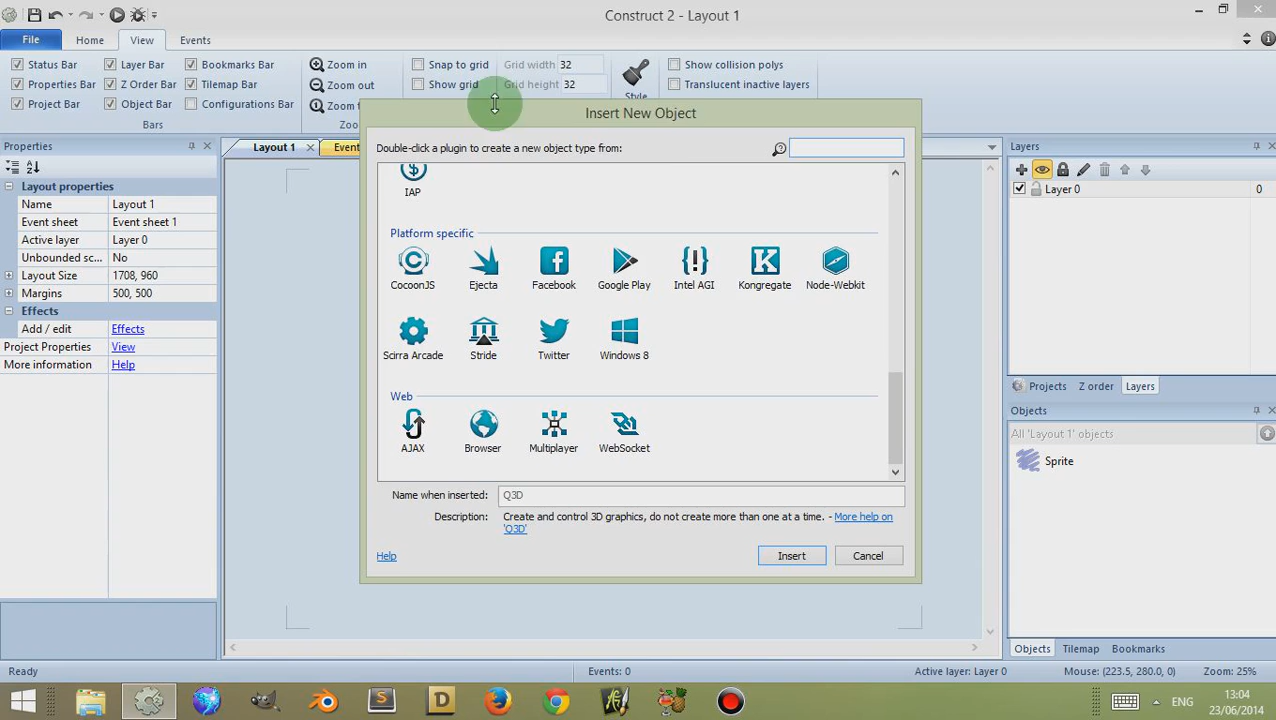 Construct 2 - Layout 1
File Home View Events
Status Bar Layer Bar Bookmarks Bar Zoom in Snap to grid Grid width 32 Show collision polys
Properties Bar Z Order Bar Tilemap Bar Zoom out Show grid Grid height 32 Translucent inactive layers
Project Bar Object Bar Configurations Bar Zoom Style
Bars Zo
Insert New Object
Properties Layout 1 Event Layers
Double-click a plugin to create a new object type from:
Layout properties
Name Layout 1
Event sheet Event sheet 1
Active layer Layer 0
Unbounded sc... No
Layout Size 1708, 960
Margins 500, 500
Effects
Add / edit Effects
Project Properties View
More information Help
IAP
Platform specific
CocoonJS Ejecta Facebook Google Play Intel AGI Kongregate Node-Webkit
Scirra Arcade Stride Twitter Windows 8
Web
AJAX Browser Multiplayer WebSocket
Name when inserted: Q3D
Description: Create and control 3D graphics, do not create more than one at a time. - More help on
'Q3D'
Help Insert Cancel
Layer 0 0
Projects Z order Layers
Objects
All 'Layout 1' objects
Sprite
Objects Tilemap Bookmarks
Ready Events: 0 Active layer: Layer 0 Mouse: (223.5, 280.0, 0) Zoom: 25%
S D ENG 13:04
23/06/2014